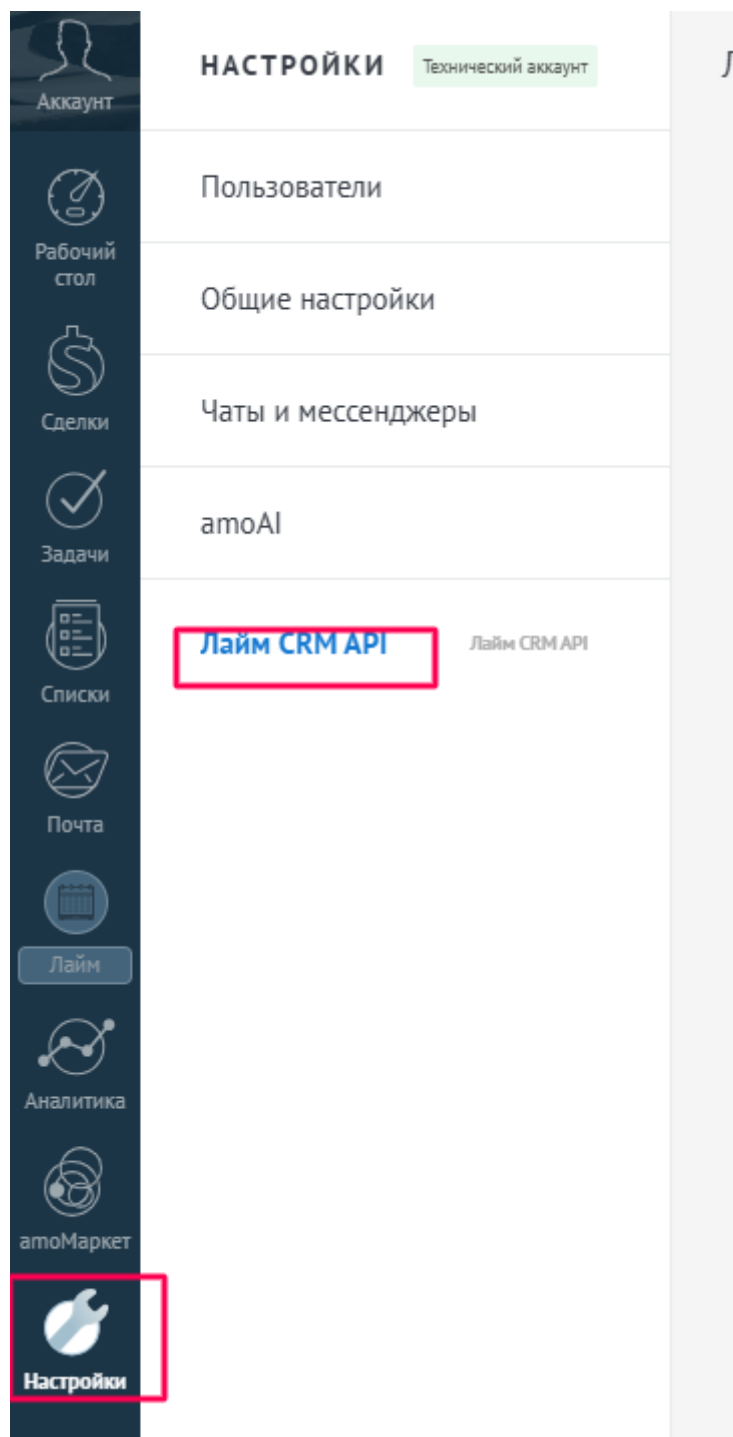 Аккаунт
Рабочий
стол
Сделки
Задачи
Списки
Почта
Лайм
Аналитика
amoМаркет
Настройки
НАСТРОЙКИ Технический аккаунт
Пользователи
Общие настройки
Чаты и мессенджеры
amoAI
Лайм CRM API Лайм CRM API